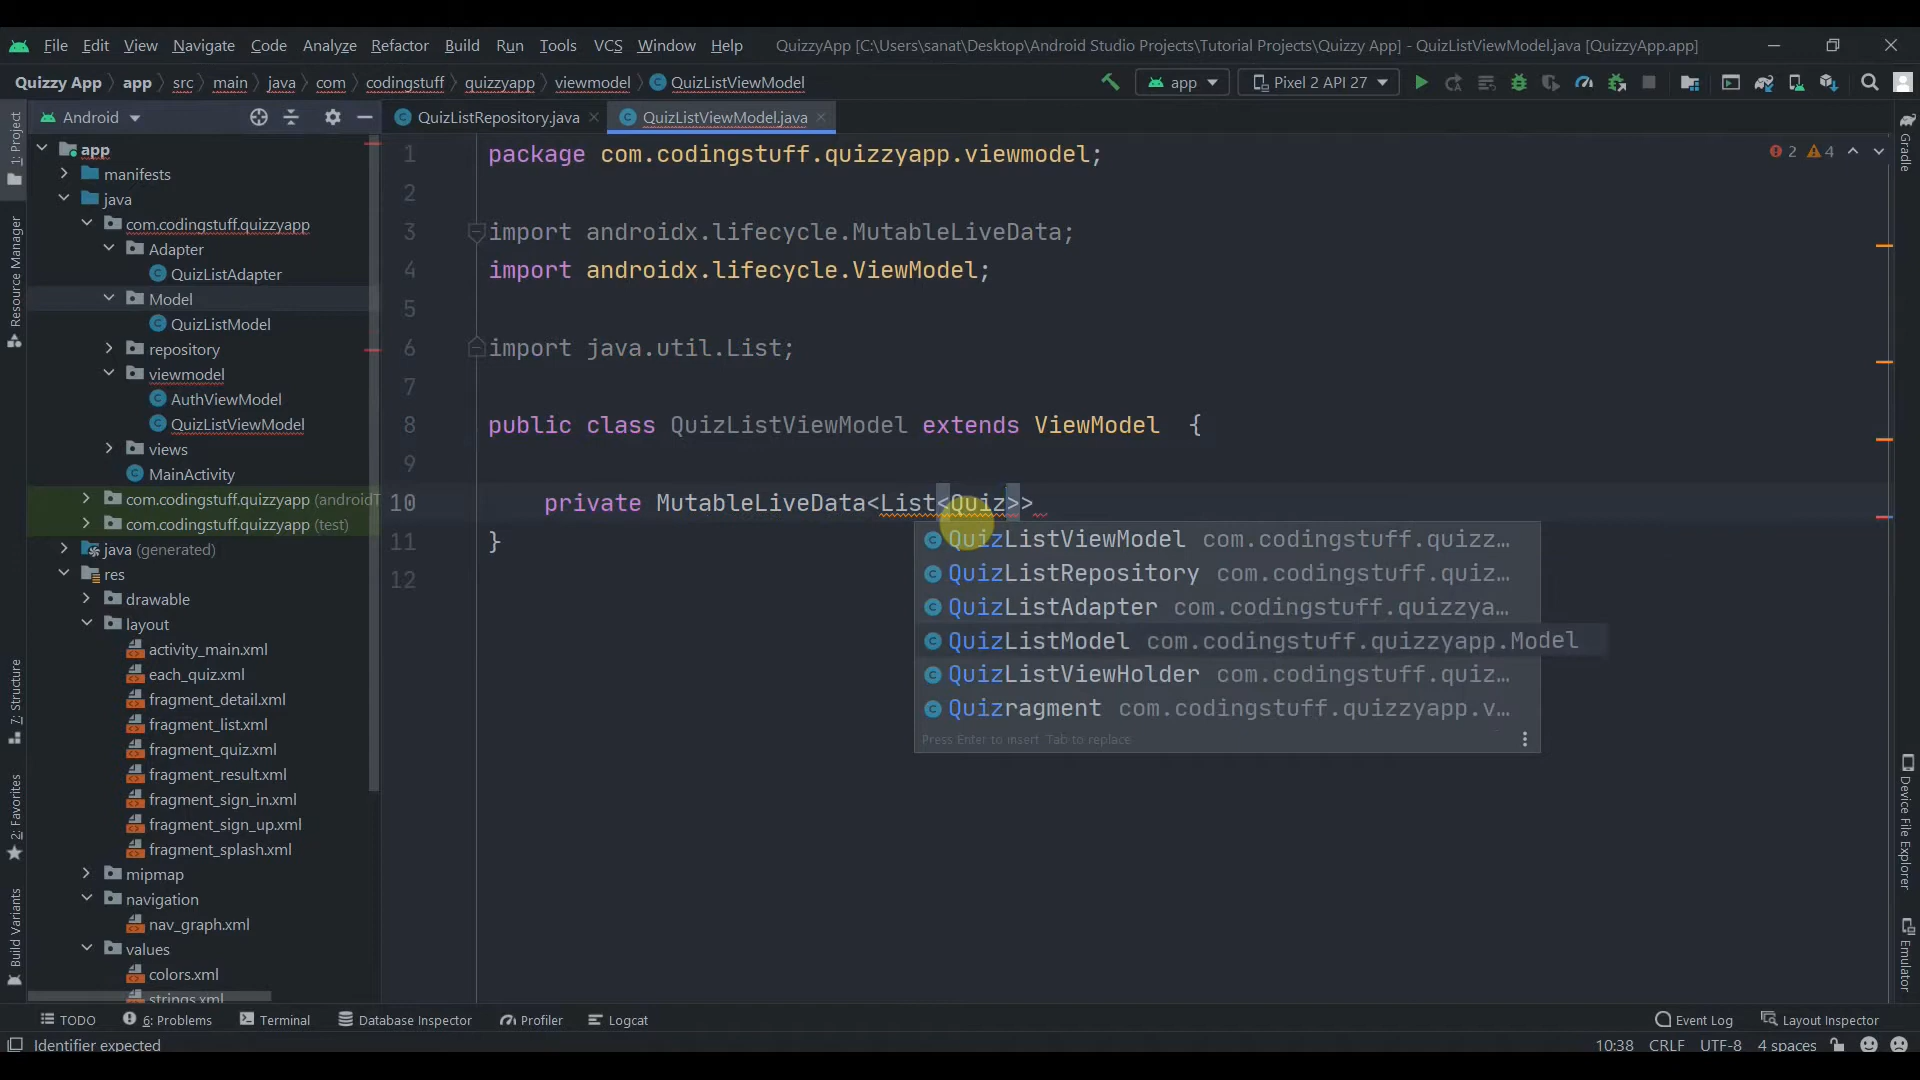 File Edit View Navigate Code Analyze Refactor Build Run Tools VCS Window Help QuizzyApp [C:\Users\sanat\Desktop\Android Studio Projects\Tutorial Projects\Quizzy App] - QuizListViewModel.java [QuizzyApp.app]
Quizzy App app src main java com codingstuff quizzyapp viewmodel QuizListViewModel app Pixel 2 API 27
Android QuizListRepository.java QuizListViewModel.java
1: Project
Resource Manager
7: Structure
2: Favorites
Build Variants
app
manifests
java
com.codingstuff.quizzyapp
Adapter
QuizListAdapter
Model
QuizListModel
repository
viewmodel
AuthViewModel
QuizListViewModel
views
MainActivity
com.codingstuff.quizzyapp (androidT
com.codingstuff.quizzyapp (test)
java (generated)
res
drawable
layout
activity_main.xml
each_quiz.xml
fragment_detail.xml
fragment_list.xml
fragment_quiz.xml
fragment_result.xml
fragment_sign_in.xml
fragment_sign_up.xml
fragment_splash.xml
mipmap
navigation
nav_graph.xml
values
colors.xml
strings.xml
1 package com.codingstuff.quizzyapp.viewmodel;
2
3 import androidx.lifecycle.MutableLiveData;
4 import androidx.lifecycle.ViewModel;
5
6 import java.util.List;
7
8 public class QuizListViewModel extends ViewModel {
9
10 private MutableLiveData<List<Quiz>>
11 }
12
2 4
QuizListViewModel com.codingstuff.quizz…
QuizListRepository com.codingstuff.quiz…
QuizListAdapter com.codingstuff.quizzya…
QuizListModel com.codingstuff.quizzyapp.Model
QuizListViewHolder com.codingstuff.quiz…
Quizragment com.codingstuff.quizzyapp.v…
Press Enter to insert Tab to replace
Gradle
Device File Explorer
Emulator
TODO 6: Problems Terminal Database Inspector Profiler Logcat Event Log Layout Inspector
Identifier expected 10:38 CRLF UTF-8 4 spaces